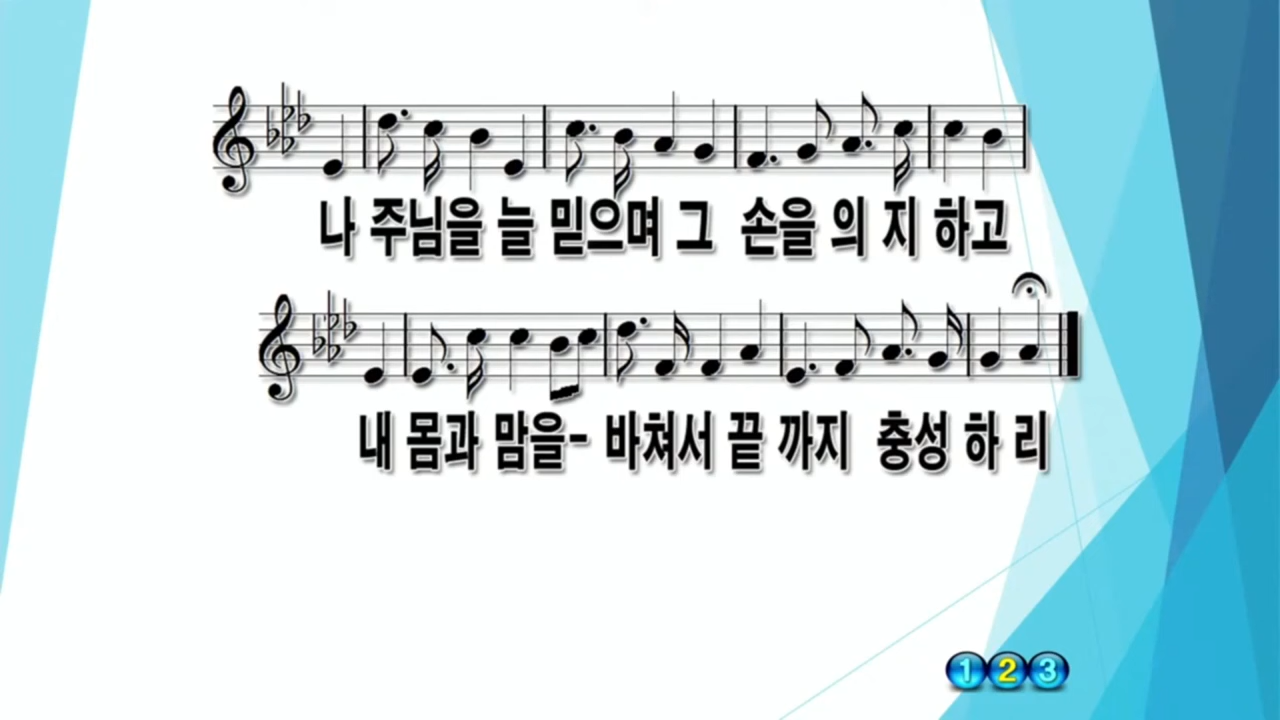 나 주님을 늘 믿으며 그 손을 의 지 하고
내 몸과 맘을- 바쳐서 끝 까지 충성 하 리
1 2 3